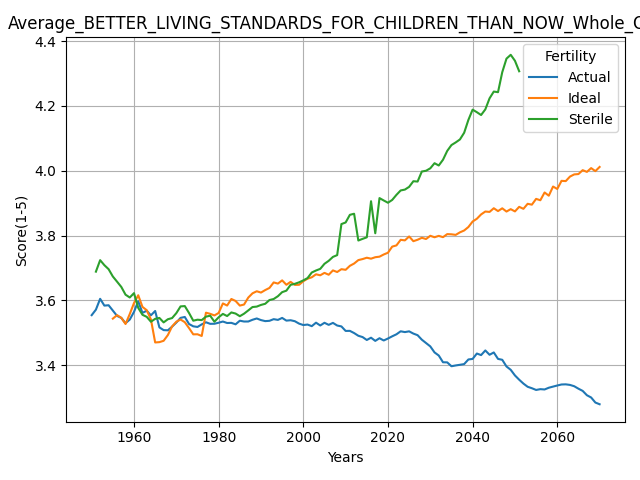 Average_BETTER_LIVING_STANDARDS_FOR_CHILDREN_THAN_NOW_Whole_
4.4
4.2
4.0
3.8
3.6
3.4
Score(1-5)
Fertility
Actual
Ideal
Sterile
1960
1980
2000
2020
2040
2060
Years